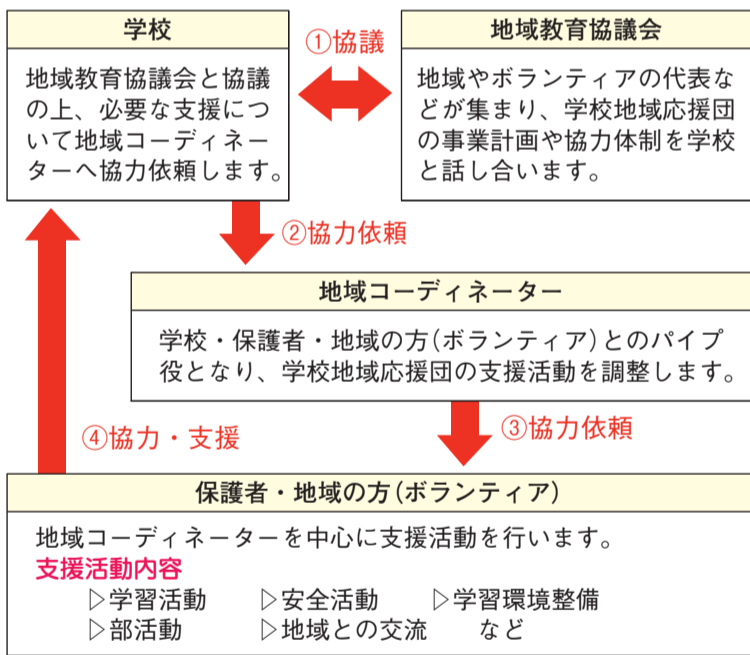 学校
地域教育協議会と協議
の上、必要な支援につ
いて地域コーディネー
ターへ協力依頼します。
①協議
地域教育協議会
地域やボランティアの代表な
どが集まり、学校地域応援団
の事業計画や協力体制を学校
と話し合います。
②協力依頼
地域コーディネーター
学校・保護者・地域の方(ボランティア)とのパイプ
役となり、学校地域応援団の支援活動を調整します。
③協力依頼
④協力・支援
保護者・地域の方(ボランティア)
地域コーディネーターを中心に支援活動を行います。
支援活動内容
▷学習活動 ▷安全活動 ▷学習環境整備
▷部活動 ▷地域との交流 など